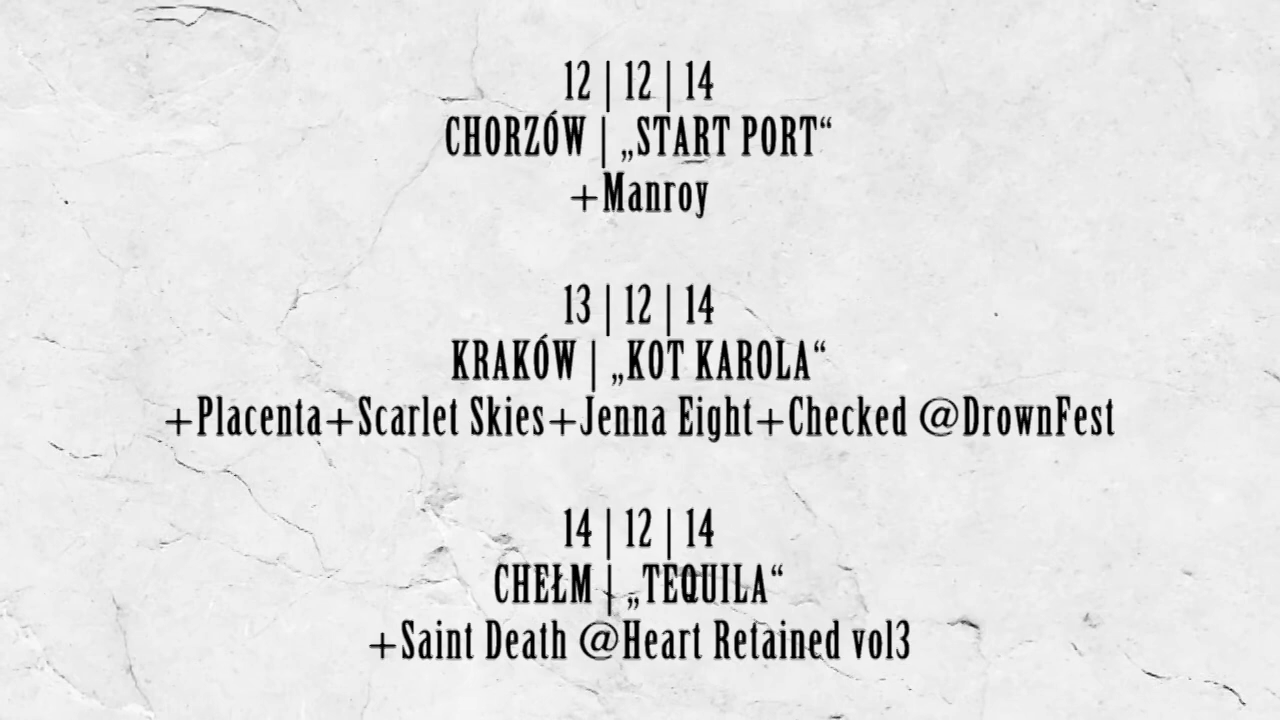 12 | 12 | 14
CHORZÓW | „START PORT“
+Manroy
13 | 12 | 14
KRAKÓW | „KOT KAROLA“
+Placenta+Scarlet Skies+Jenna Eight+Checked @DrownFest
14 | 12 | 14
CHEŁM | „TEQUILA“
+Saint Death @Heart Retained vol3